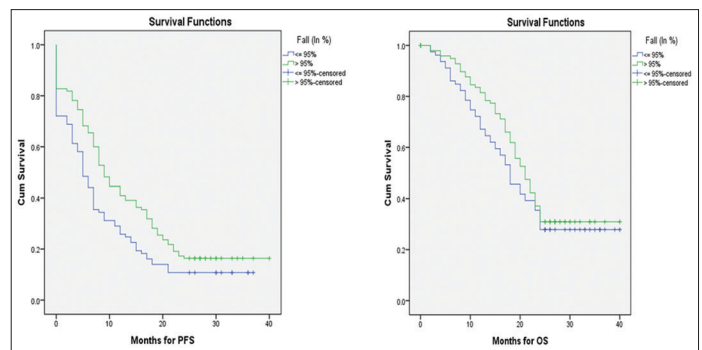 Survival Functions
Fall (In %)
<= 95%
> 95%
<= 95%-censored
> 95%-censored
Cum Survival
1.0
0.8
0.6
0.4
0.2
0.0
0
10
20
30
40
Months for PFS
Survival Functions
Fall (In %)
<= 95%
> 95%
<= 95%-censored
> 95%-censored
Cum Survival
1.0
0.8
0.6
0.4
0.2
0.0
0
10
20
30
40
Months for OS